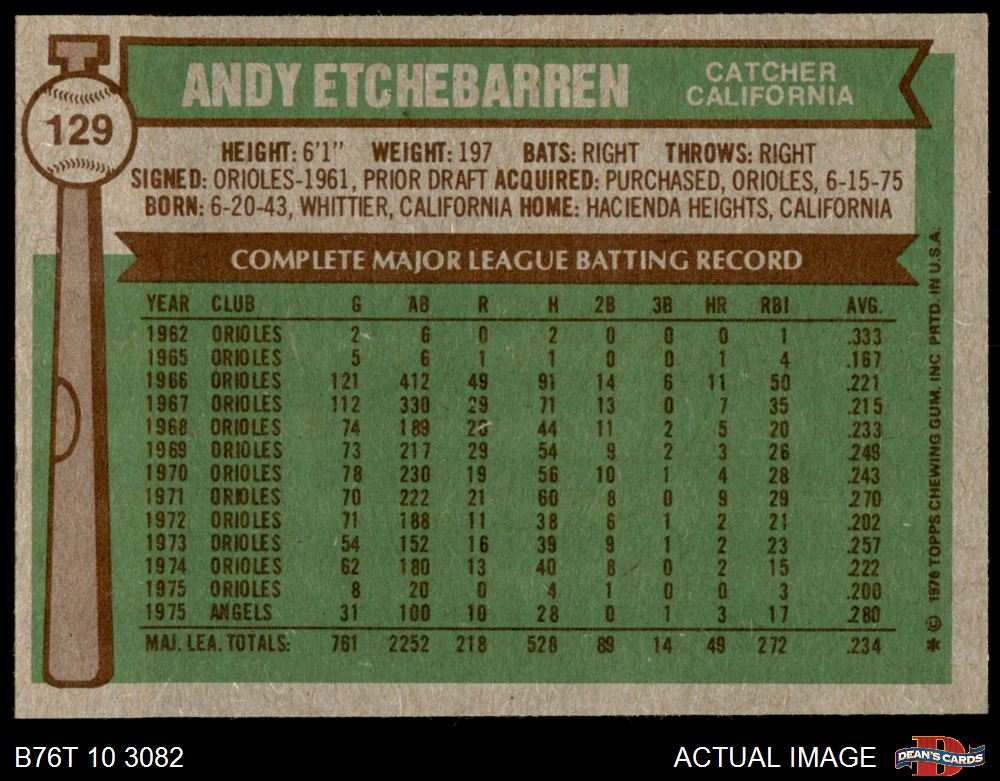 129
ANDY ETCHEBARREN
CATCHER
CALIFORNIA
HEIGHT: 6'1" WEIGHT: 197 BATS: RIGHT THROWS: RIGHT
SIGNED: ORIOLES-1961, PRIOR DRAFT ACQUIRED: PURCHASED, ORIOLES, 6-15-75
BORN: 6-20-43, WHITTIER, CALIFORNIA HOME: HACIENDA HEIGHTS, CALIFORNIA
COMPLETE MAJOR LEAGUE BATTING RECORD
YEAR CLUB G AB R H 2B 3B HR RBI AVG.
1962 ORIOLES 2 6 0 2 0 0 0 1 .333
1965 ORIOLES 5 6 1 1 0 0 1 4 .167
1966 ORIOLES 121 412 49 91 14 6 11 50 .221
1967 ORIOLES 112 330 29 71 13 0 7 35 .215
1968 ORIOLES 74 189 20 44 11 2 5 20 .233
1969 ORIOLES 73 217 29 54 9 2 3 26 .249
1970 ORIOLES 78 230 19 56 10 1 4 28 .243
1971 ORIOLES 70 222 21 60 8 0 9 29 .270
1972 ORIOLES 71 188 11 38 6 1 2 21 .202
1973 ORIOLES 54 152 16 39 9 1 2 23 .257
1974 ORIOLES 62 180 13 40 8 0 2 15 .222
1975 ORIOLES 8 20 0 4 1 0 0 3 .200
1975 ANGELS 31 100 10 28 0 1 3 17 .280
MAJ. LEA. TOTALS: 761 2252 218 528 89 14 49 272 .234
* © 1976 TOPPS CHEWING GUM, INC PRTD. IN U.S.A.
B76T 10 3082
ACTUAL IMAGE
D
DEAN'S CARDS